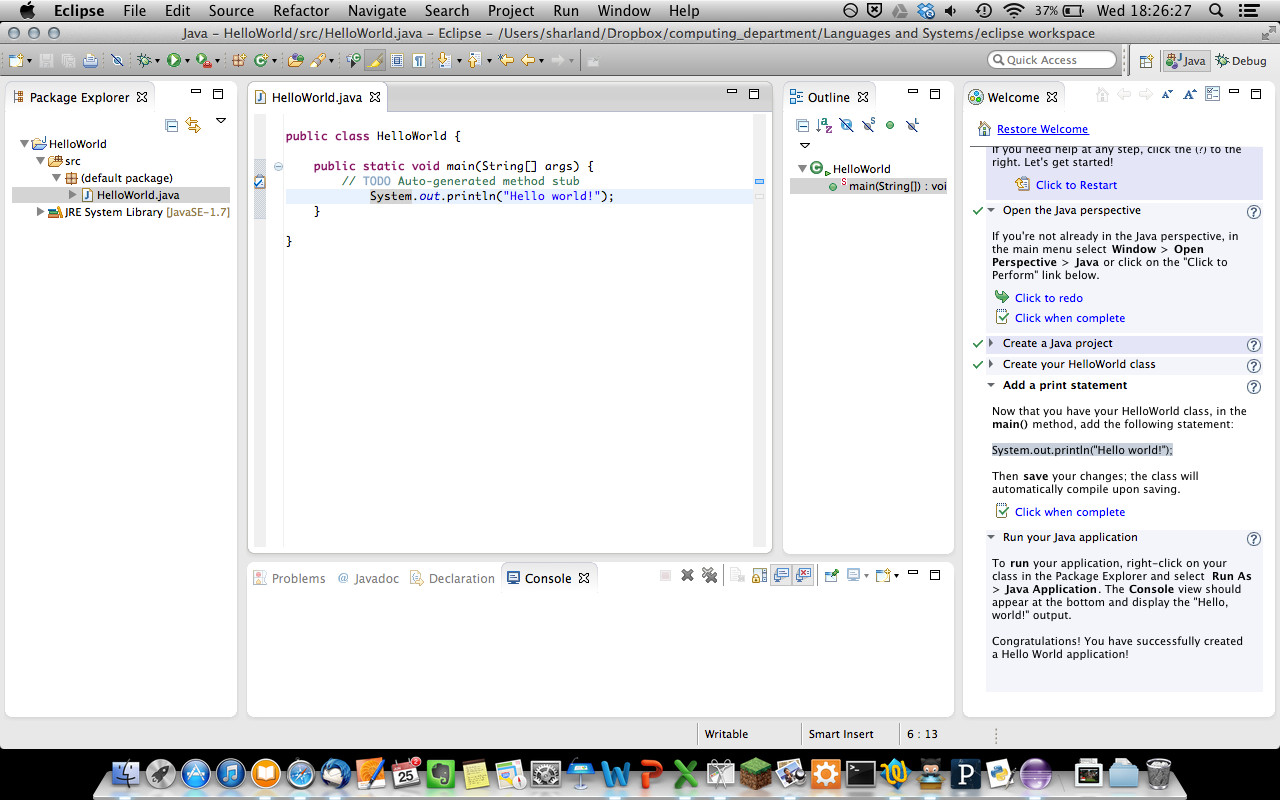 Eclipse File Edit Source Refactor Navigate Search Project Run Window Help 37% Wed 18:26:27
Java – HelloWorld/src/HelloWorld.java – Eclipse – /Users/sharland/Dropbox/computing_department/Languages and Systems/eclipse workspace
Quick Access Java Debug
Package Explorer
HelloWorld
src
(default package)
HelloWorld.java
JRE System Library [JavaSE-1.7]
HelloWorld.java
public class HelloWorld {
public static void main(String[] args) {
// TODO Auto-generated method stub
System.out.println("Hello world!");
}
}
Outline
HelloWorld
main(String[]) : voi
Welcome
Restore Welcome
If you need help at any step, click the (?) to the
right. Let's get started!
Click to Restart
Open the Java perspective
If you're not already in the Java perspective, in
the main menu select Window > Open
Perspective > Java or click on the "Click to
Perform" link below.
Click to redo
Click when complete
Create a Java project
Create your HelloWorld class
Add a print statement
Now that you have your HelloWorld class, in the
main() method, add the following statement:
System.out.println("Hello world!");
Then save your changes; the class will
automatically compile upon saving.
Click when complete
Run your Java application
To run your application, right-click on your
class in the Package Explorer and select Run As
> Java Application. The Console view should
appear at the bottom and display the "Hello,
world!" output.
Congratulations! You have successfully created
a Hello World application!
Problems @ Javadoc Declaration Console
Writable Smart Insert 6 : 13
25